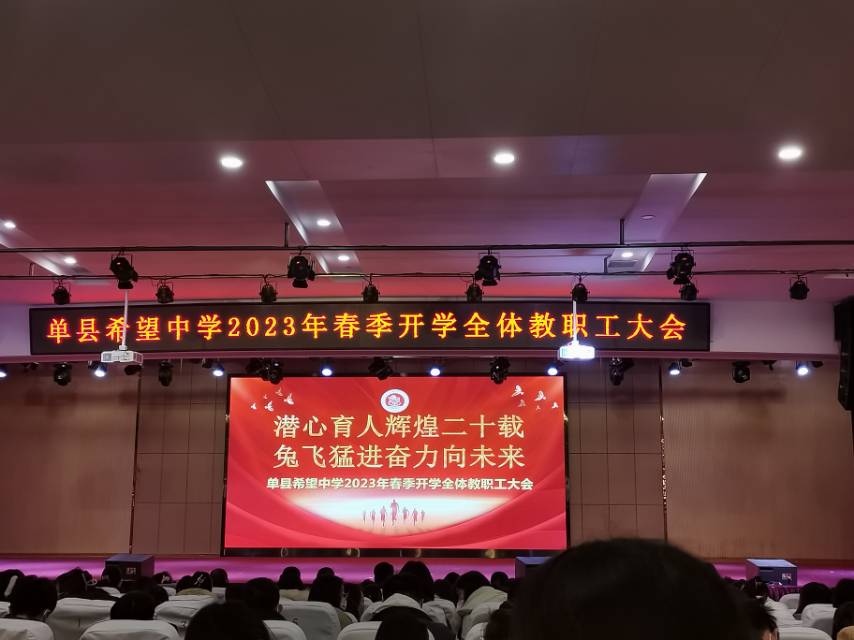 单县希望中学2023年春季开学全体教职工大会
潜心育人辉煌二十载
兔飞猛进奋力向未来
单县希望中学2023年春季开学全体教职工大会